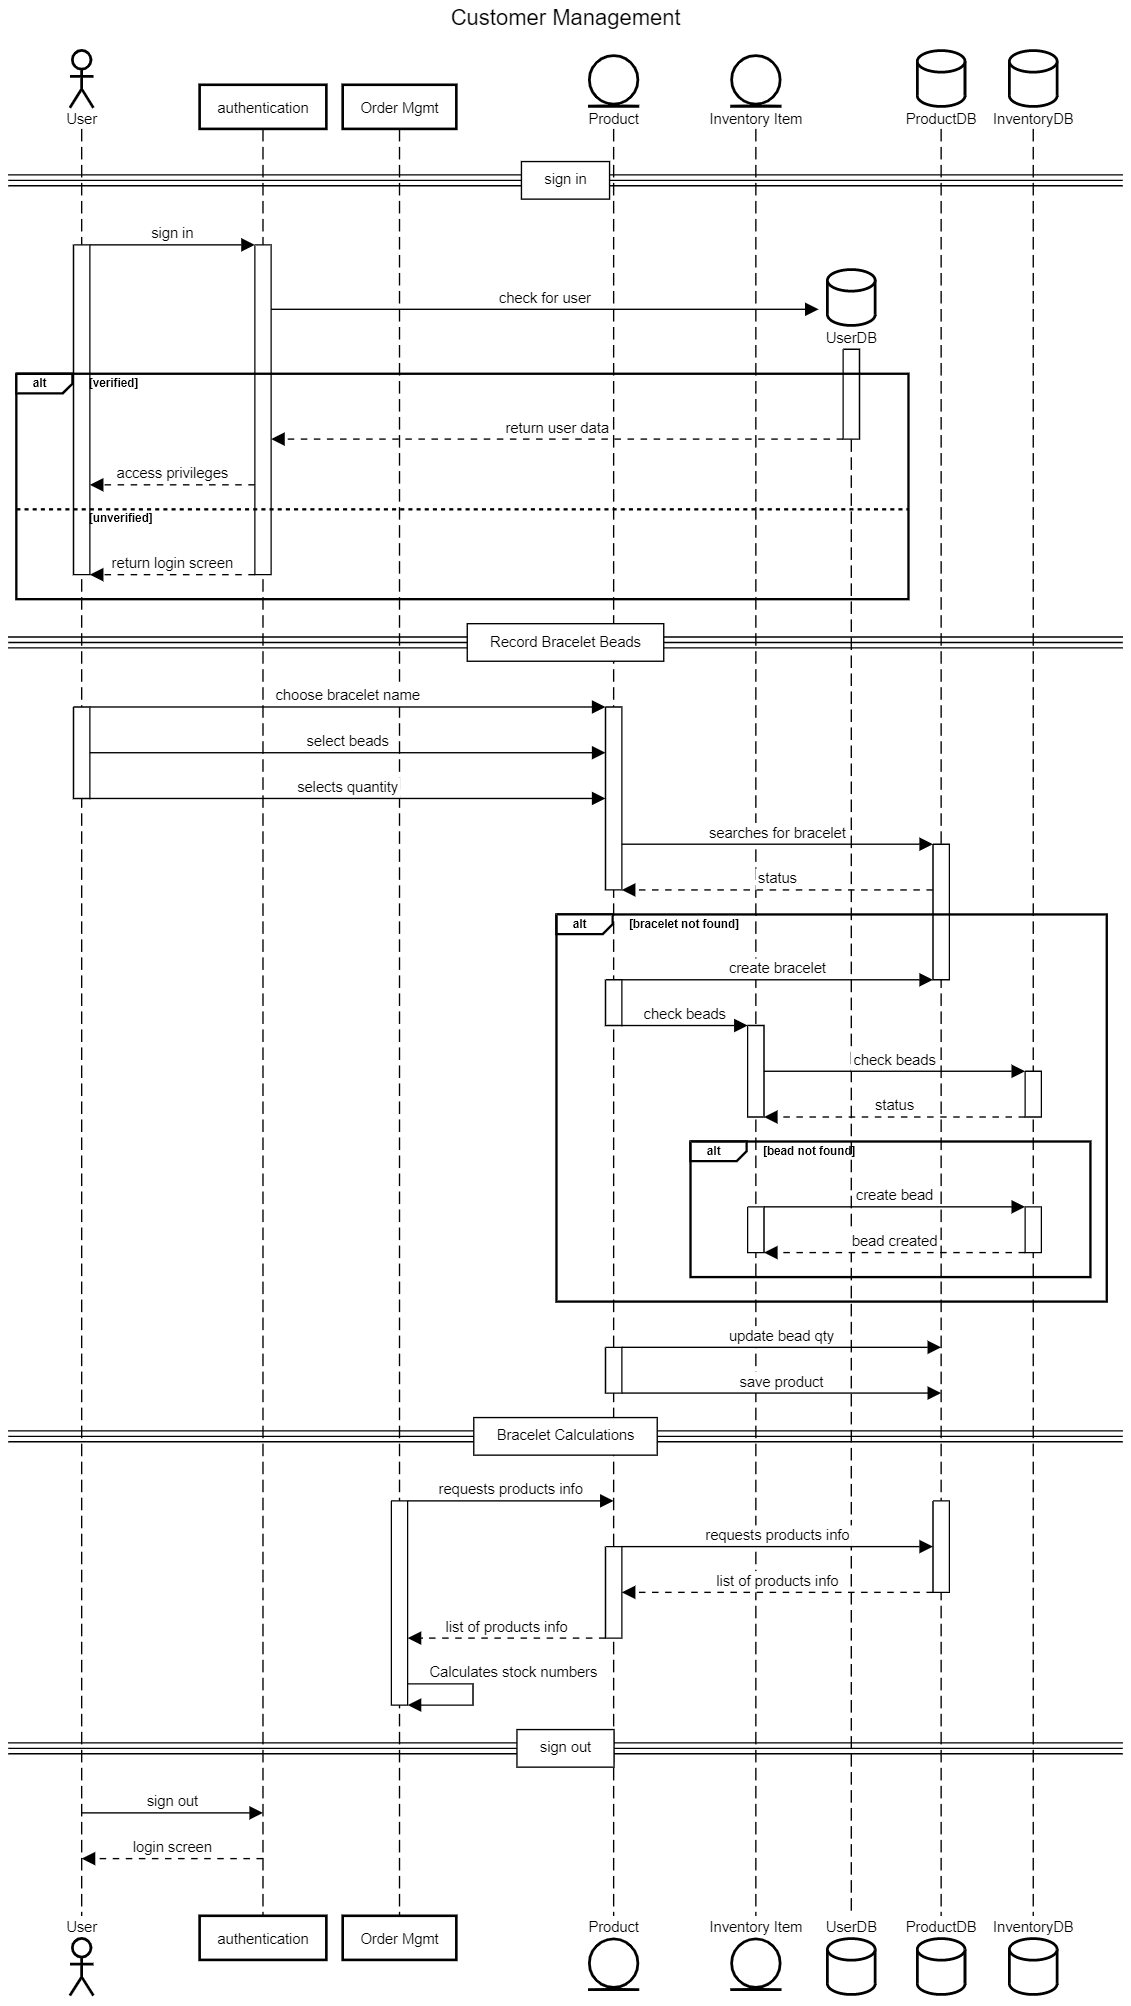 Customer Management
User
authentication
Order Mgmt
Product
Inventory Item
ProductDB
InventoryDB
sign in
sign in
check for user
UserDB
alt
[verified]
return user data
access privileges
[unverified]
return login screen
Record Bracelet Beads
choose bracelet name
select beads
selects quantity
searches for bracelet
status
alt
[bracelet not found]
create bracelet
check beads
check beads
status
alt
[bead not found]
create bead
bead created
update bead qty
save product
Bracelet Calculations
requests products info
requests products info
list of products info
list of products info
Calculates stock numbers
sign out
sign out
login screen
User
authentication
Order Mgmt
Product
Inventory Item
UserDB
ProductDB
InventoryDB